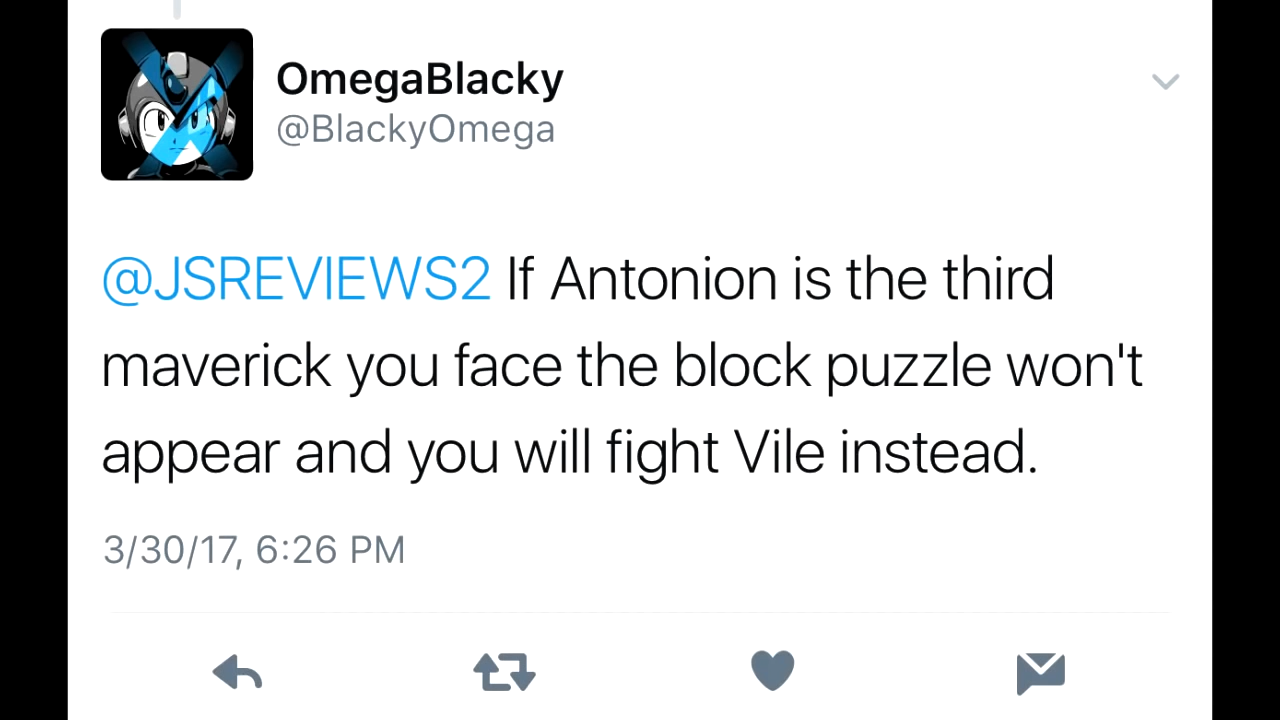 OmegaBlacky
@BlackyOmega
@JSREVIEWS2 If Antonion is the third
maverick you face the block puzzle won't
appear and you will fight Vile instead.
3/30/17, 6:26 PM